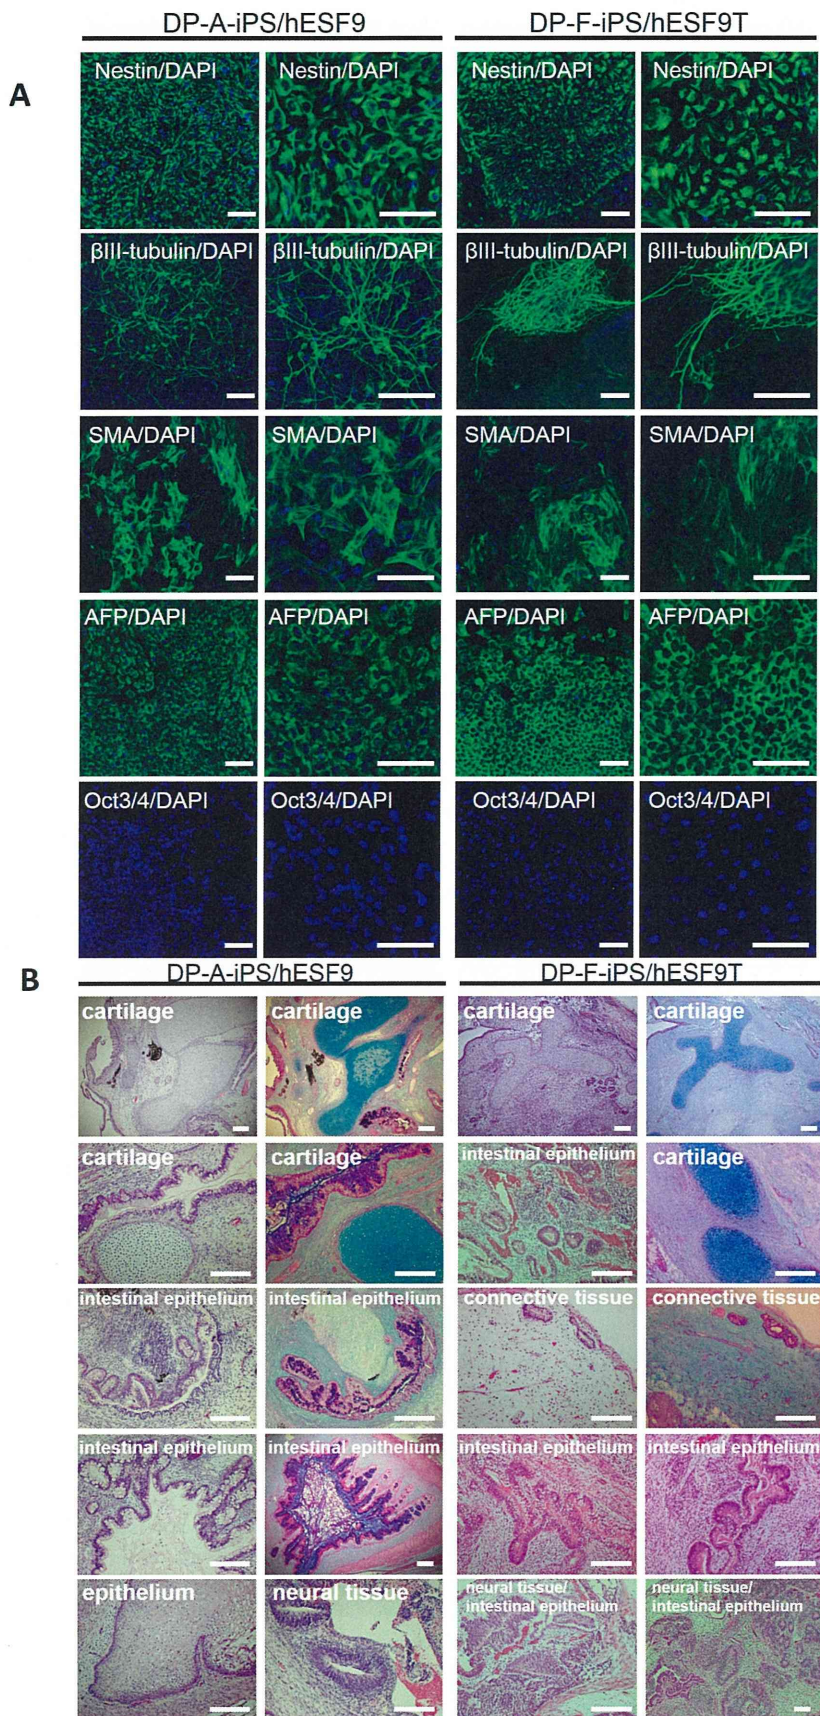 DP-A-iPS/hESF9 DP-F-iPS/hESF9T
A
Nestin/DAPI Nestin/DAPI Nestin/DAPI Nestin/DAPI
βIII-tubulin/DAPI βIII-tubulin/DAPI βIII-tubulin/DAPI βIII-tubulin/DAPI
SMA/DAPI SMA/DAPI SMA/DAPI SMA/DAPI
AFP/DAPI AFP/DAPI AFP/DAPI AFP/DAPI
Oct3/4/DAPI Oct3/4/DAPI Oct3/4/DAPI Oct3/4/DAPI
B
DP-A-iPS/hESF9 DP-F-iPS/hESF9T
cartilage cartilage cartilage cartilage
cartilage cartilage intestinal epithelium cartilage
intestinal epithelium intestinal epithelium connective tissue connective tissue
intestinal epithelium intestinal epithelium intestinal epithelium intestinal epithelium
epithelium neural tissue neural tissue/ neural tissue/
intestinal epithelium intestinal epithelium